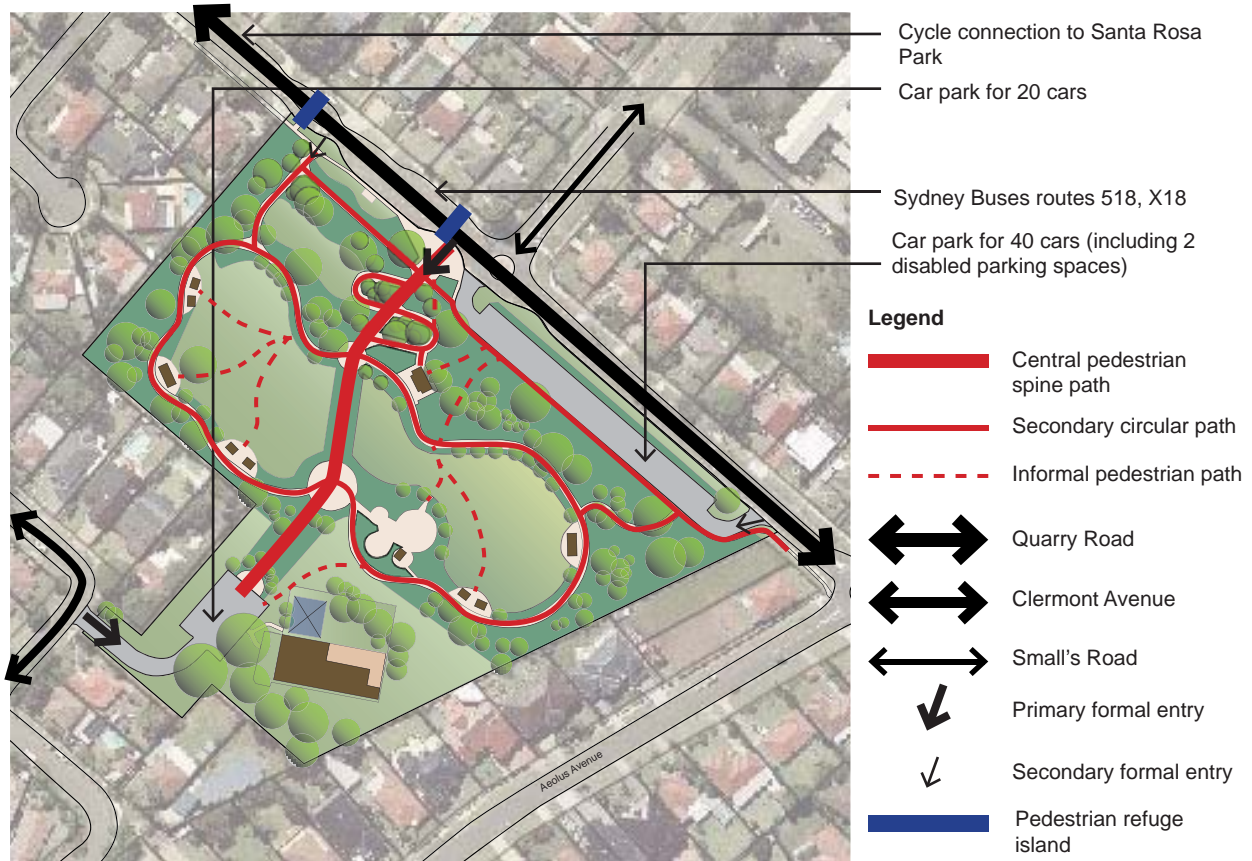 Cycle connection to Santa Rosa
Park
Car park for 20 cars
Sydney Buses routes 518, X18
Car park for 40 cars (including 2
disabled parking spaces)
Legend
Central pedestrian
spine path
Secondary circular path
Informal pedestrian path
Quarry Road
Clermont Avenue
Small's Road
Primary formal entry
Secondary formal entry
Pedestrian refuge
island
Aeolus Avenue